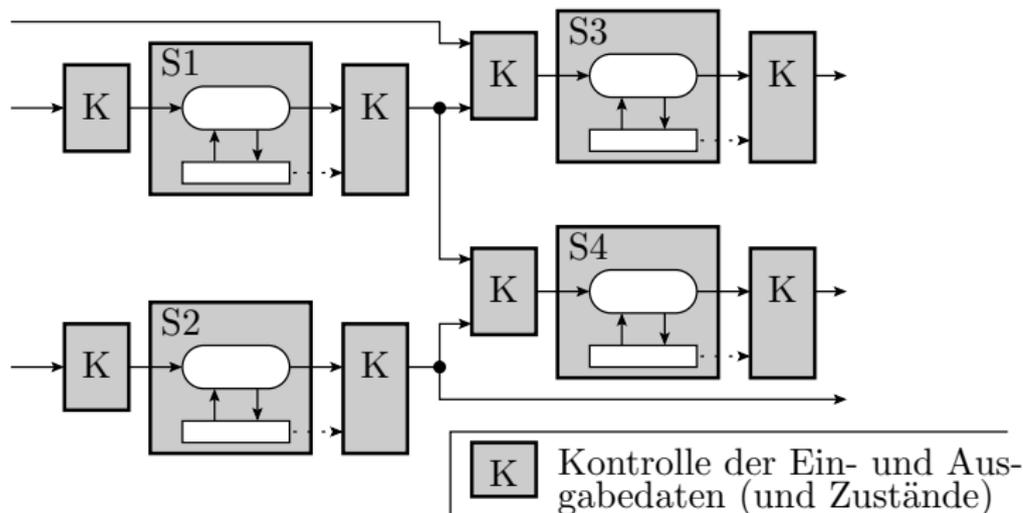 S3
K
K
S1
K
K
S4
K
K
S2
K
K
K
Kontrolle der Ein- und Aus-
gabedaten (und Zustände)